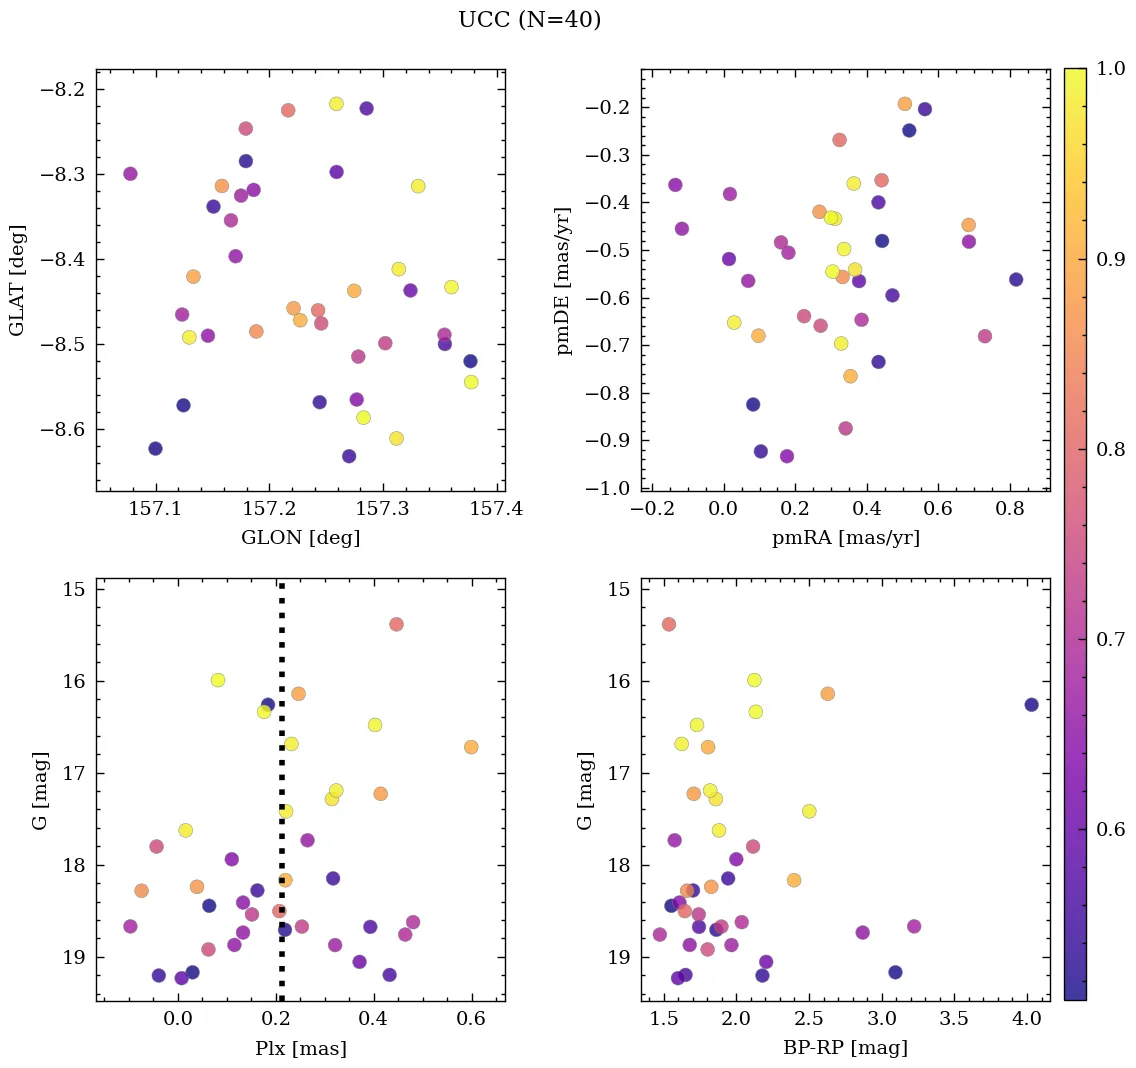 UCC (N=40)
−8.2
−8.3
−8.4
−8.5
−8.6
GLAT [deg]
157.1 157.2 157.3 157.4
GLON [deg]
−0.2
−0.3
−0.4
−0.5
−0.6
−0.7
−0.8
−0.9
−1.0
pmDE [mas/yr]
−0.2 0.0 0.2 0.4 0.6 0.8
pmRA [mas/yr]
15
16
17
18
19
G [mag]
0.0 0.2 0.4 0.6
Plx [mas]
15
16
17
18
19
G [mag]
1.5 2.0 2.5 3.0 3.5 4.0
BP-RP [mag]
1.0
0.9
0.8
0.7
0.6